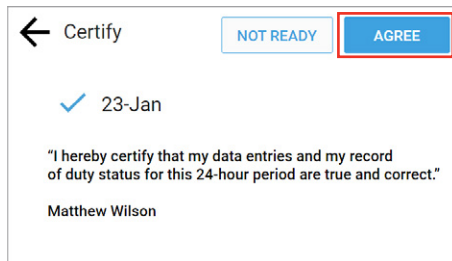 Certify
NOT READY
AGREE
23-Jan
“I hereby certify that my data entries and my record
of duty status for this 24-hour period are true and correct.”
Matthew Wilson